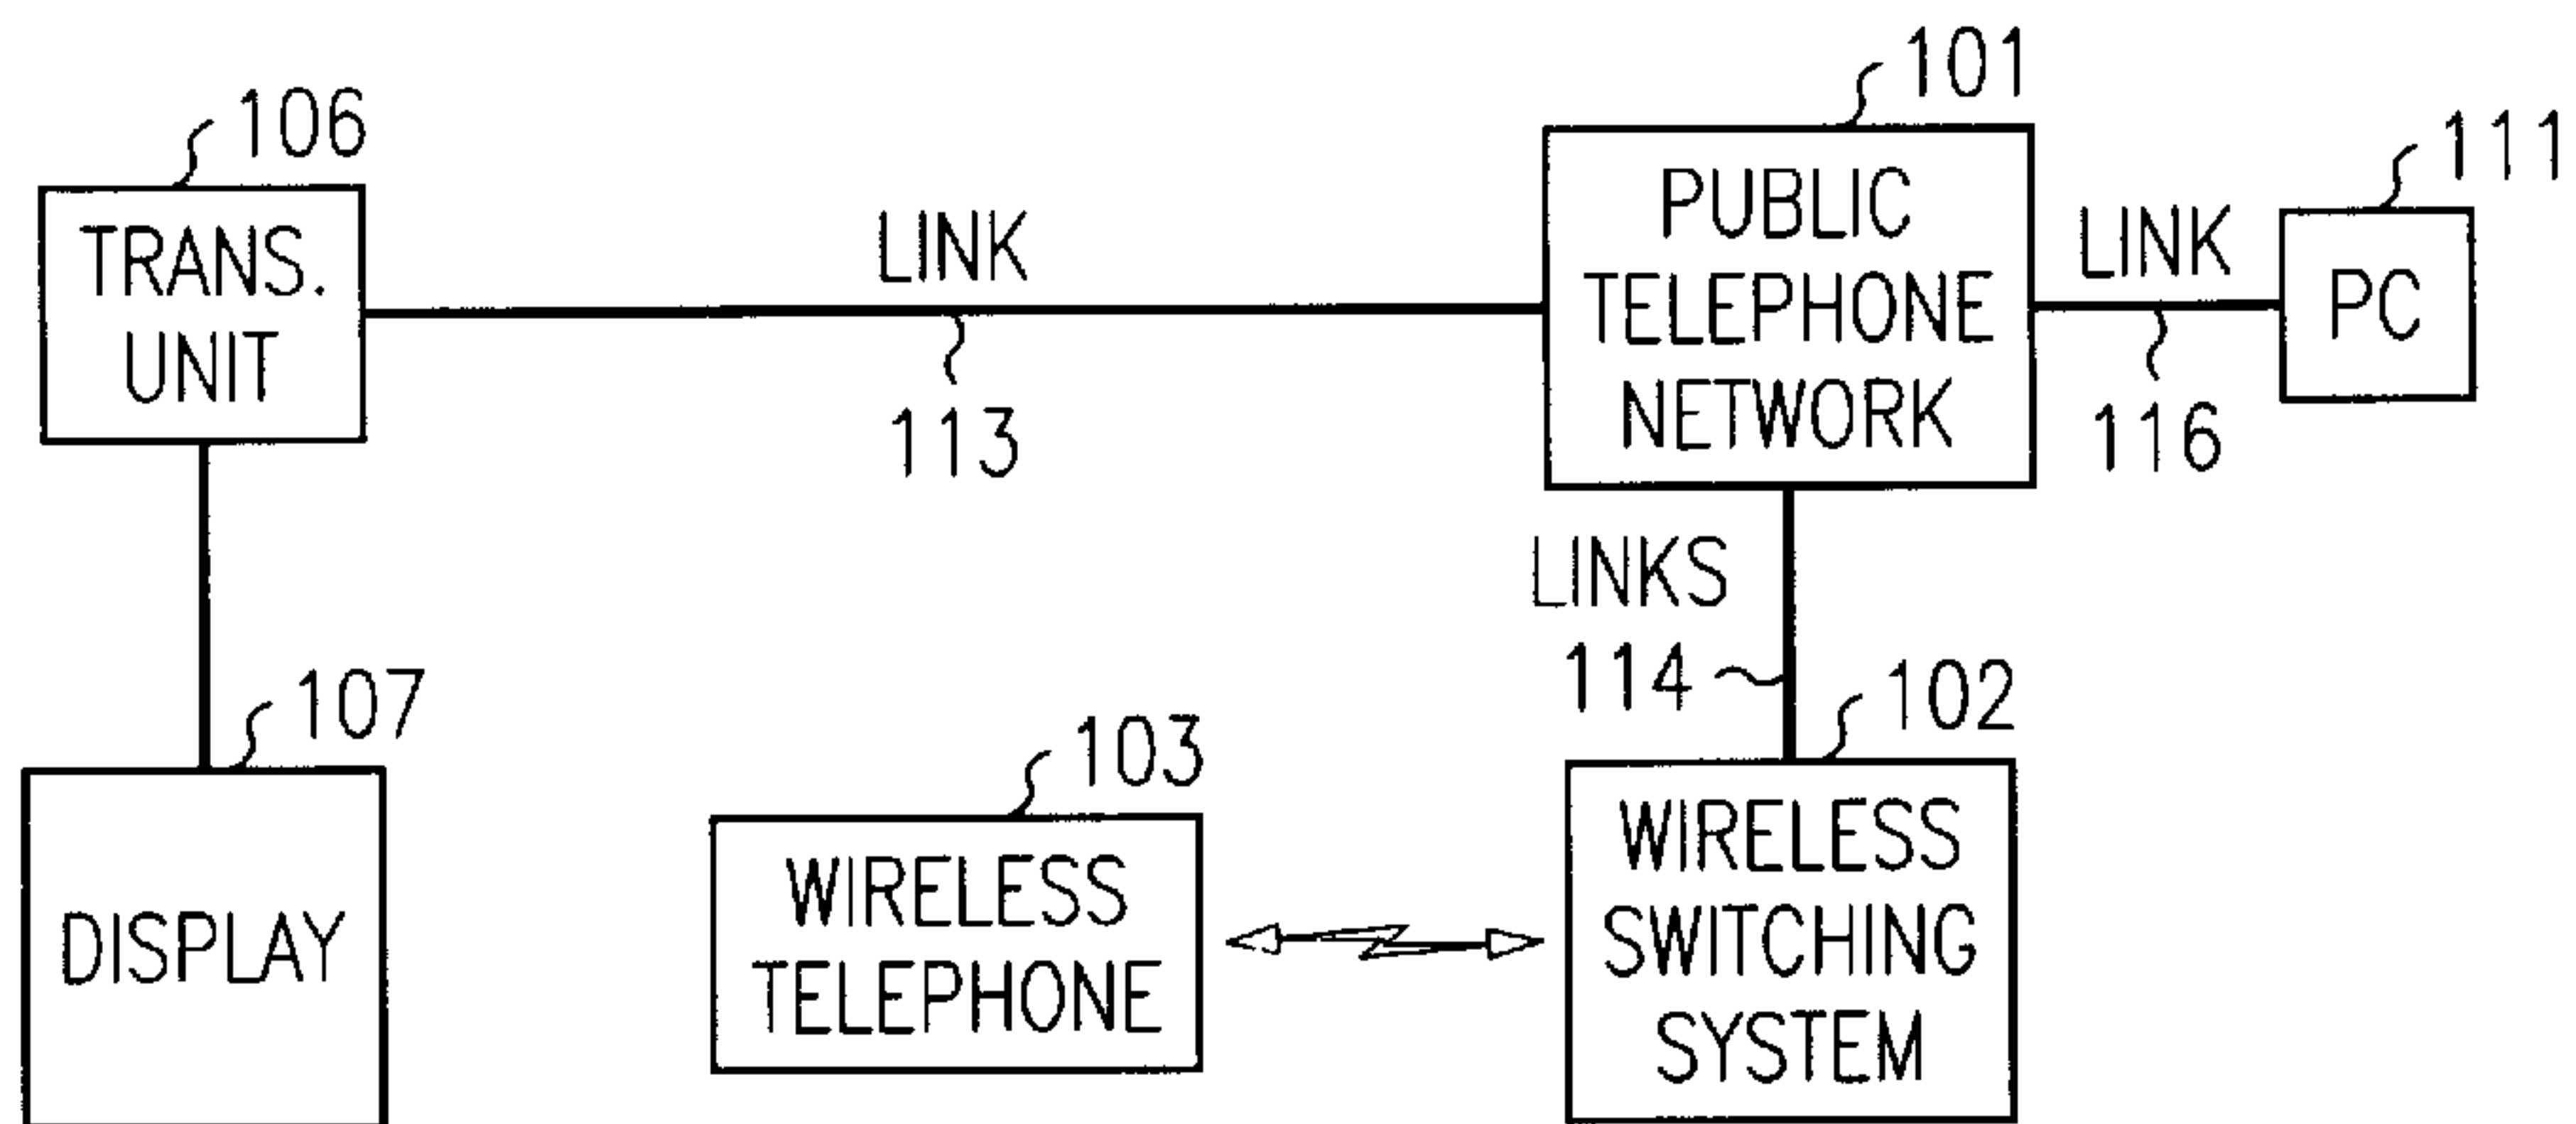 101
106
111
PUBLIC
TELEPHONE
NETWORK
TRANS.
UNIT
LINK
LINK
PC
113
116
LINKS
114
107
103
102
DISPLAY
WIRELESS
TELEPHONE
WIRELESS
SWITCHING
SYSTEM